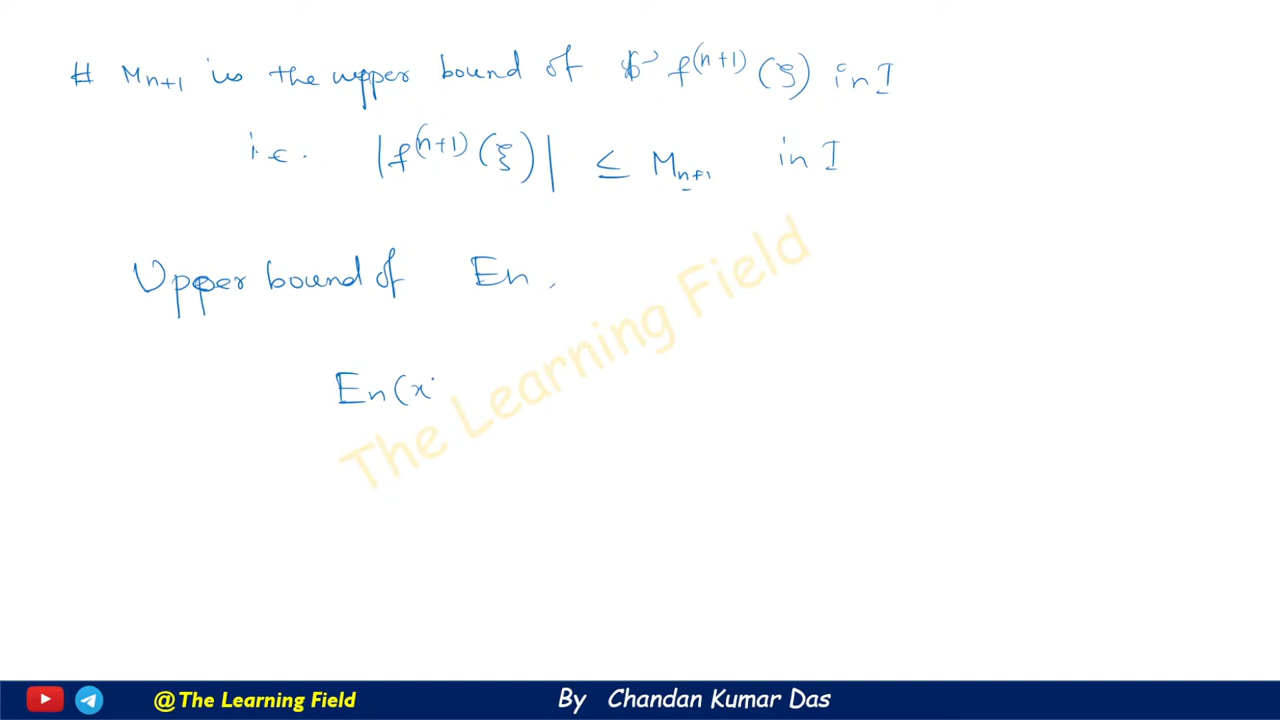 # Mn+1 is the upper bound of f^(n+1) (ξ) in I
i.e. |f^(n+1) (ξ)| ≤ Mn+1 in I
Upper bound of En,
En(x
The Learning Field
@The Learning Field By Chandan Kumar Das